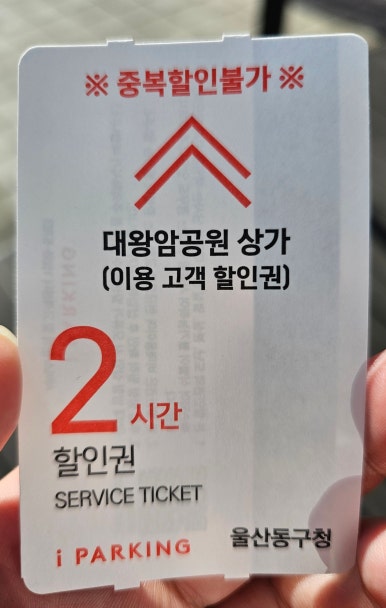 ※ 중복할인불가 ※
대왕암공원 상가
(이용 고객 할인권)
2시간
할인권
SERVICE TICKET
i PARKING
울산동구청